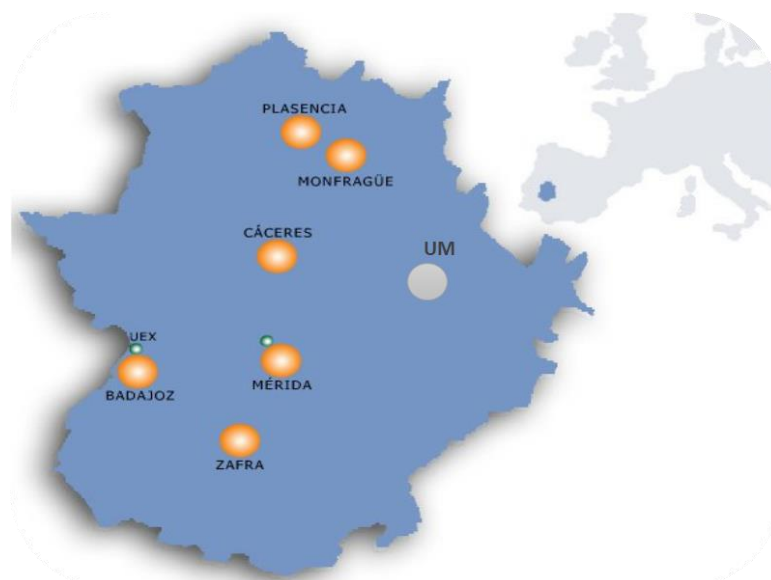 PLASENCIA
MONFRAGÜE
CÁCERES
UM
UEX
BADAJOZ
MÉRIDA
ZAFRA